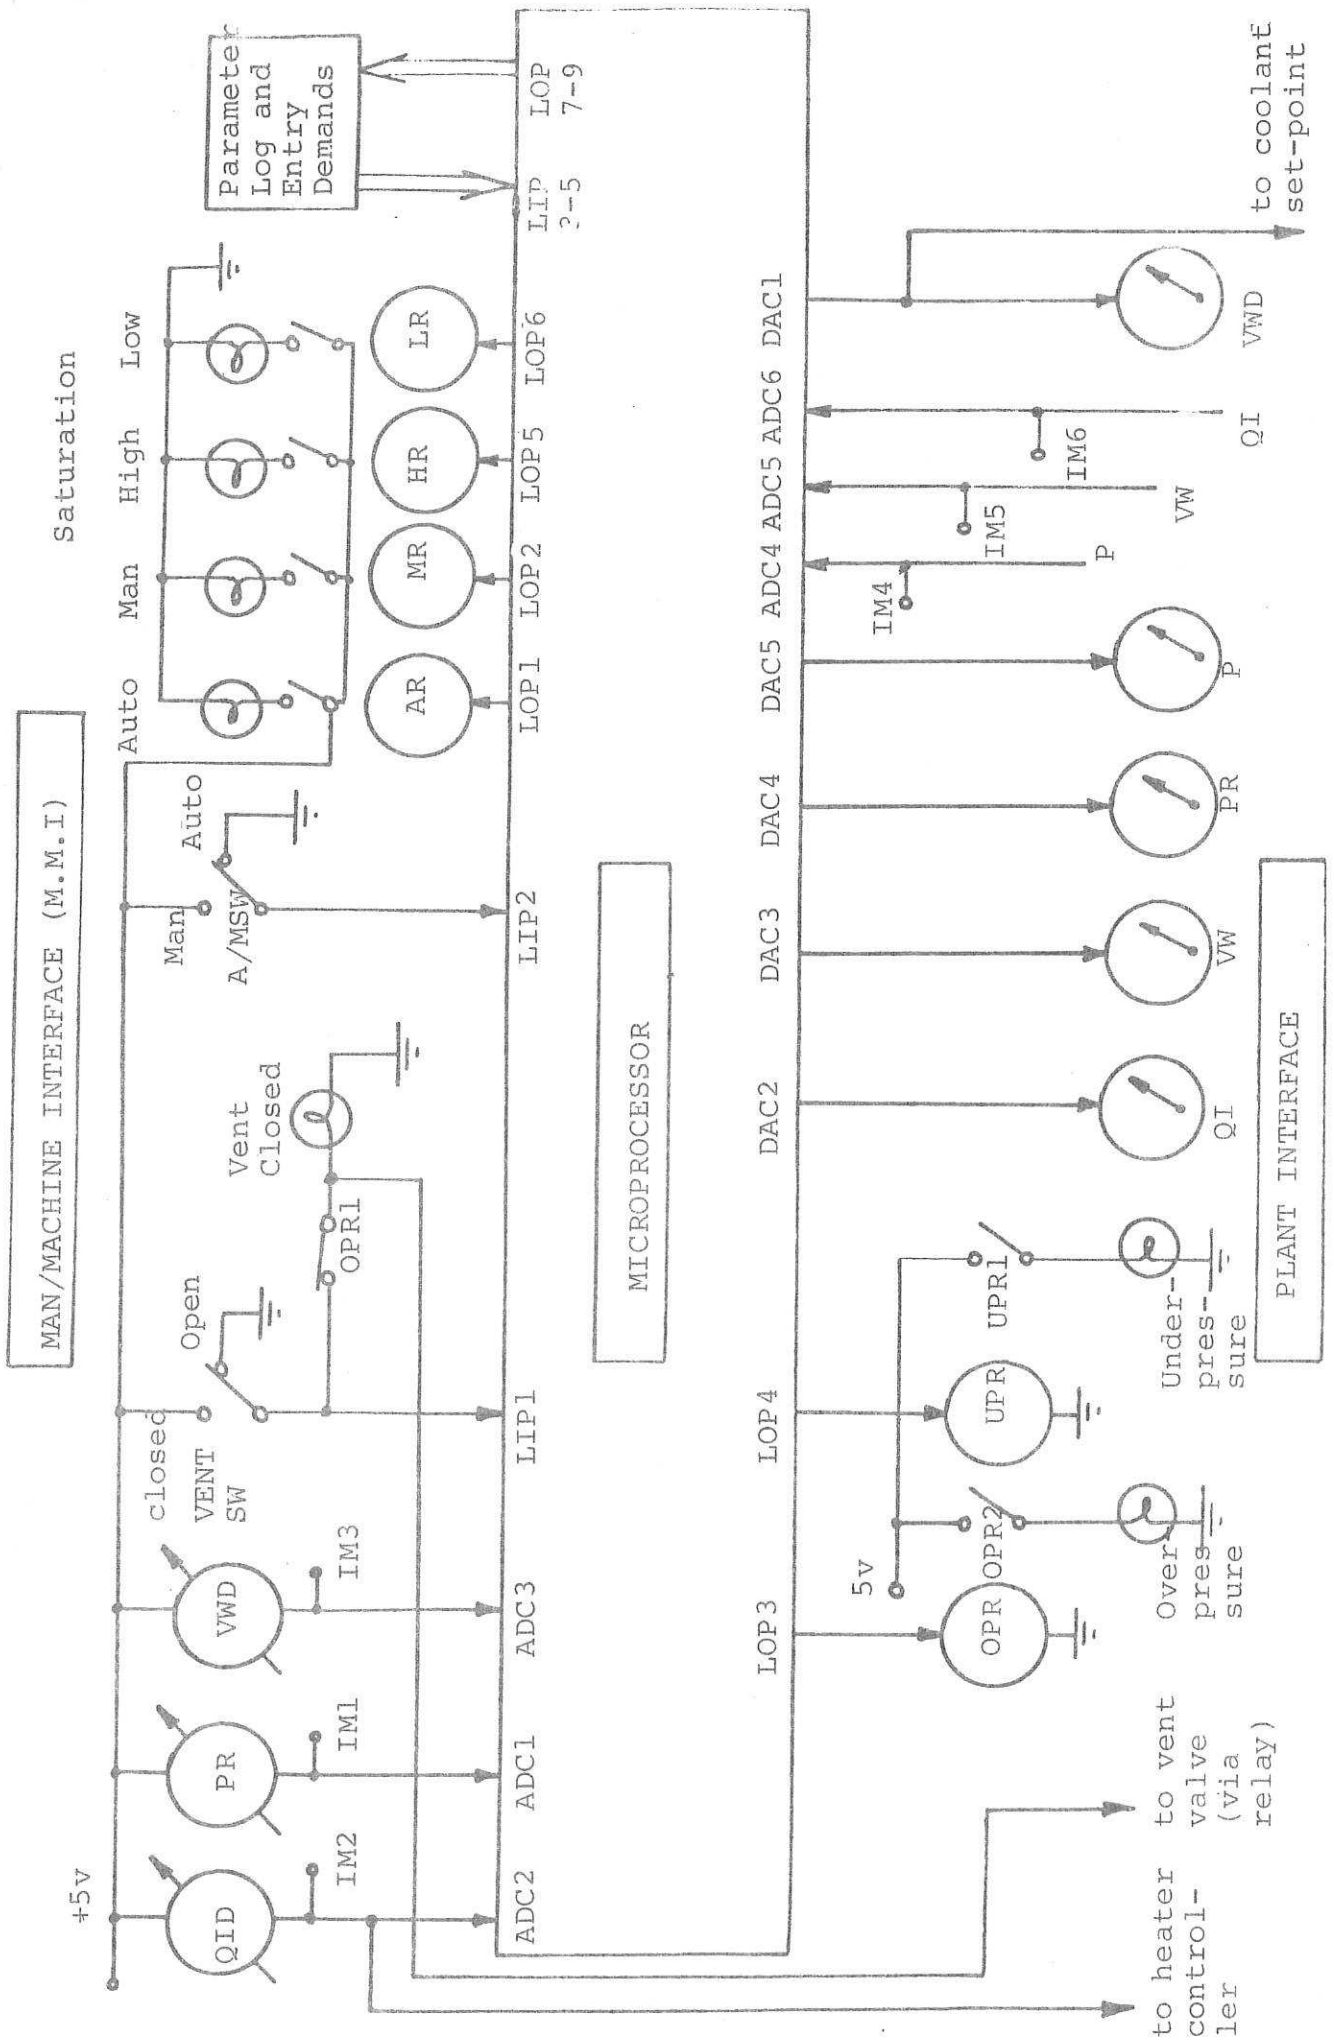 MAN/MACHINE INTERFACE (M.M.I)
+5v
QID
IM2
ADC2
PR
IM1
ADC1
VWD
IM3
ADC3
closed
VENT
SW
Open
LIP1
OPR1
Vent
Closed
Man
Auto
A/MSW
LIP2
Saturation
Auto
Man
High
Low
AR
MR
HR
LR
LOP1
LOP2
LOP5
LOP6
Parameter
Log and
Entry
Demands
LIP
-5
LOP
7-9
MICROPROCESSOR
LOP3
LOP4
DAC2
DAC3
DAC4
DAC5
ADC4
ADC5
ADC6
DAC1
5v
OPR
OPR2
Over-
pres-
sure
UPR
UPR1
Under-
pres-
sure
QI
VW
PR
P
IM4
P
IM5
VW
IM6
QI
VWD
to coolant
set-point
to heater
control-
ler
to vent
valve
(via
relay)
PLANT INTERFACE